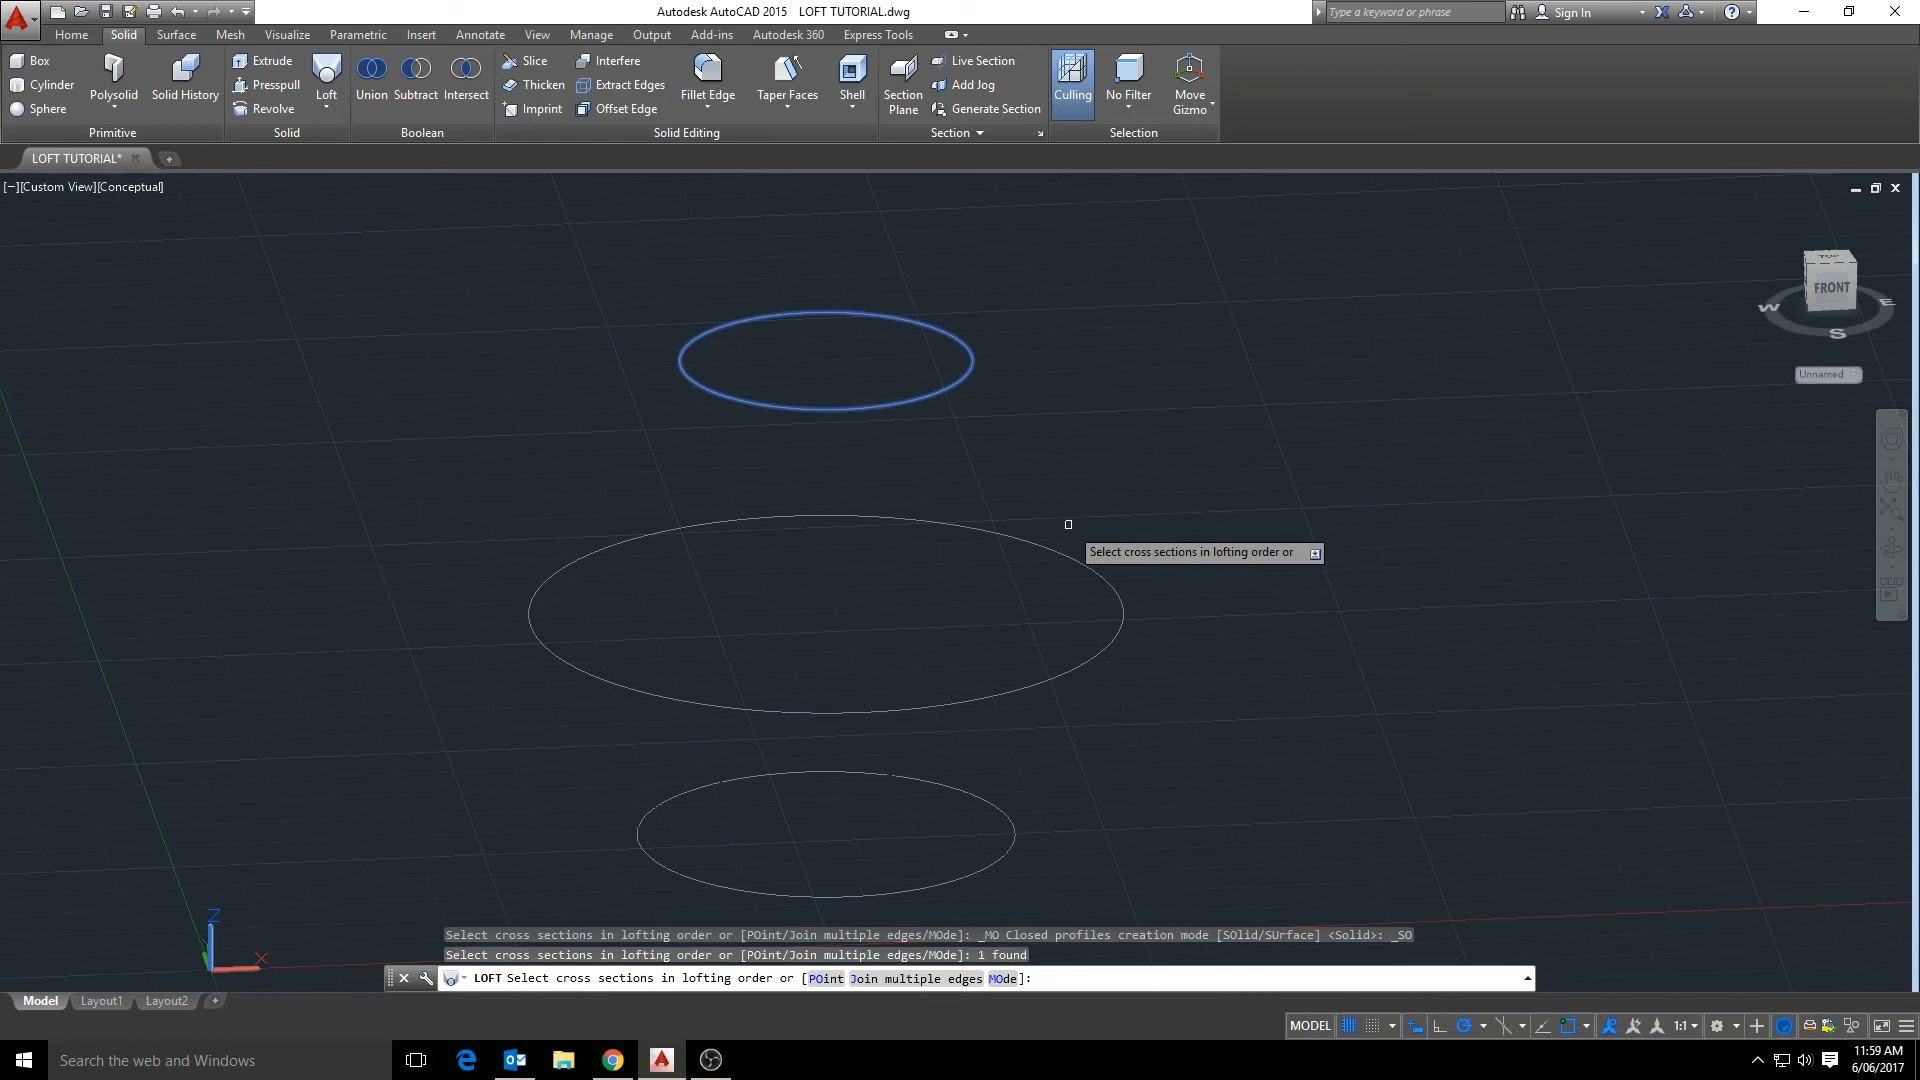 Autodesk AutoCAD 2015 LOFT TUTORIAL.dwg
Type a keyword or phrase
Sign In
Home Solid Surface Mesh Visualize Parametric Insert Annotate View Manage Output Add-ins Autodesk 360 Express Tools
Box
Cylinder
Sphere
Polysolid
Solid History
Primitive
Extrude
Presspull
Revolve
Loft
Solid
Union
Subtract
Intersect
Boolean
Slice
Thicken
Imprint
Interfere
Extract Edges
Offset Edge
Fillet Edge
Taper Faces
Shell
Solid Editing
Section
Plane
Live Section
Add Jog
Generate Section
Section
Culling
No Filter
Move
Gizmo
Selection
LOFT TUTORIAL*
[−][Custom View][Conceptual]
TOP
FRONT
W
E
S
Unnamed
Select cross sections in lofting order or
Z
X
Select cross sections in lofting order or [POint/Join multiple edges/MOde]: _MO Closed profiles creation mode [SOlid/SUrface] <Solid>: _SO
Select cross sections in lofting order or [POint/Join multiple edges/MOde]: 1 found
LOFT Select cross sections in lofting order or [POint Join multiple edges MOde]:
Model Layout1 Layout2
MODEL
1:1
Search the web and Windows
11:59 AM
6/06/2017